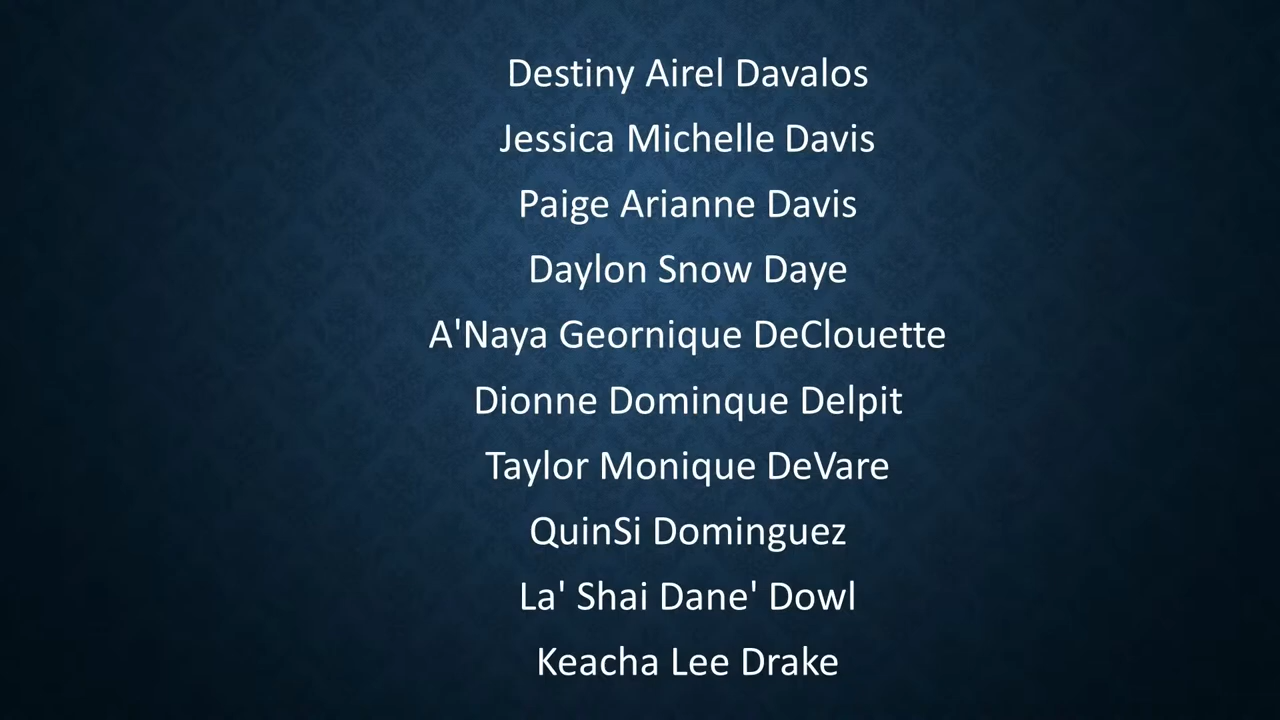 Destiny Airel Davalos
Jessica Michelle Davis
Paige Arianne Davis
Daylon Snow Daye
A'Naya Geornique DeClouette
Dionne Dominque Delpit
Taylor Monique DeVare
QuinSi Dominguez
La' Shai Dane' Dowl
Keacha Lee Drake